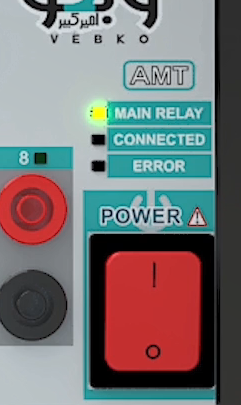 امیرکبیر
VEBKO
AMT
MAIN RELAY
CONNECTED
ERROR
8
POWER